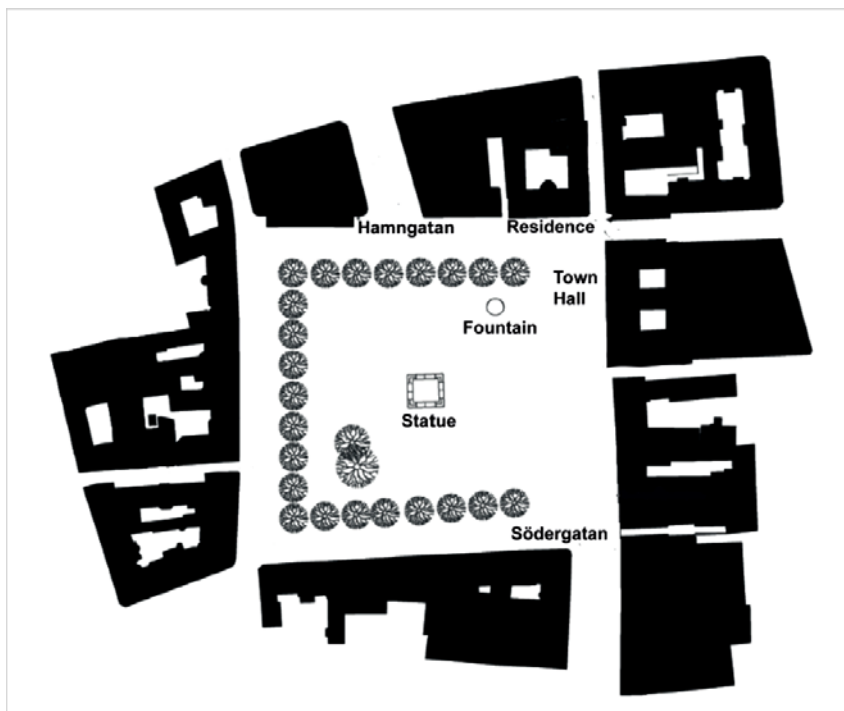 Hamngatan
Residence
Town
Hall
Fountain
Statue
Södergatan